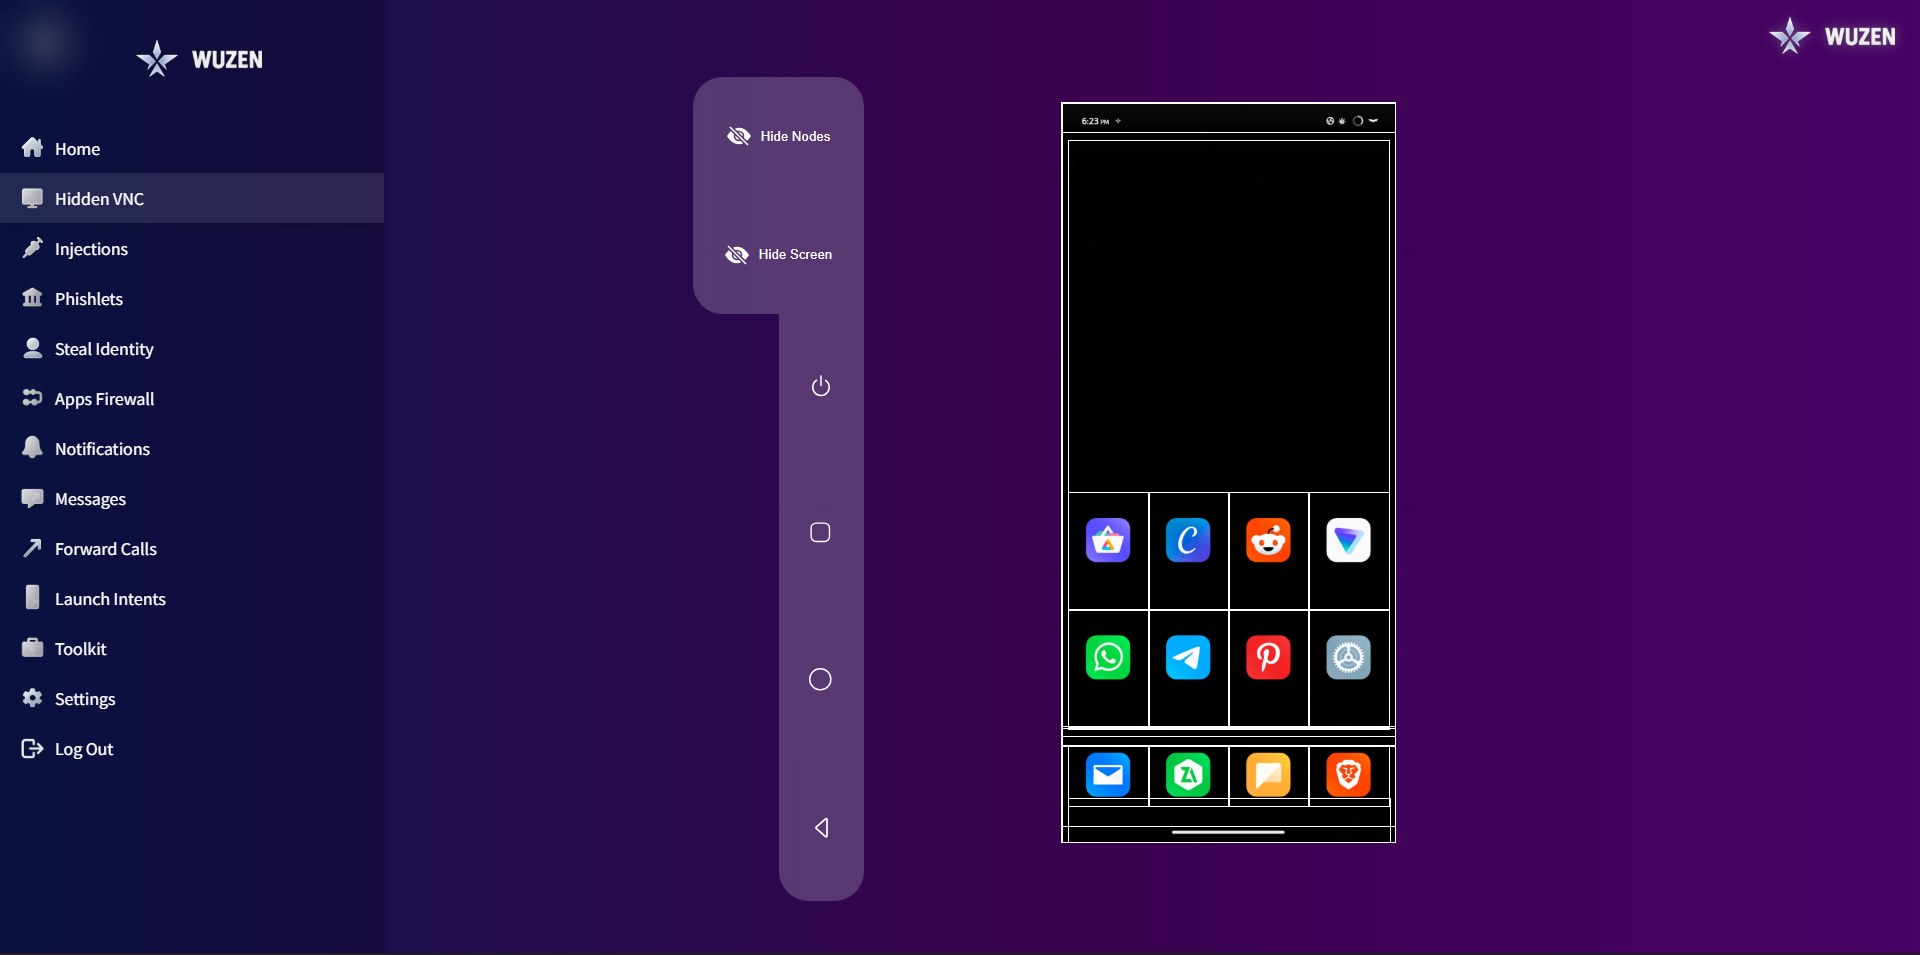 WUZEN
WUZEN
Home
Hidden VNC
Injections
Phishlets
Steal Identity
Apps Firewall
Notifications
Messages
Forward Calls
Launch Intents
Toolkit
Settings
Log Out
Hide Nodes
Hide Screen
6:23 PM